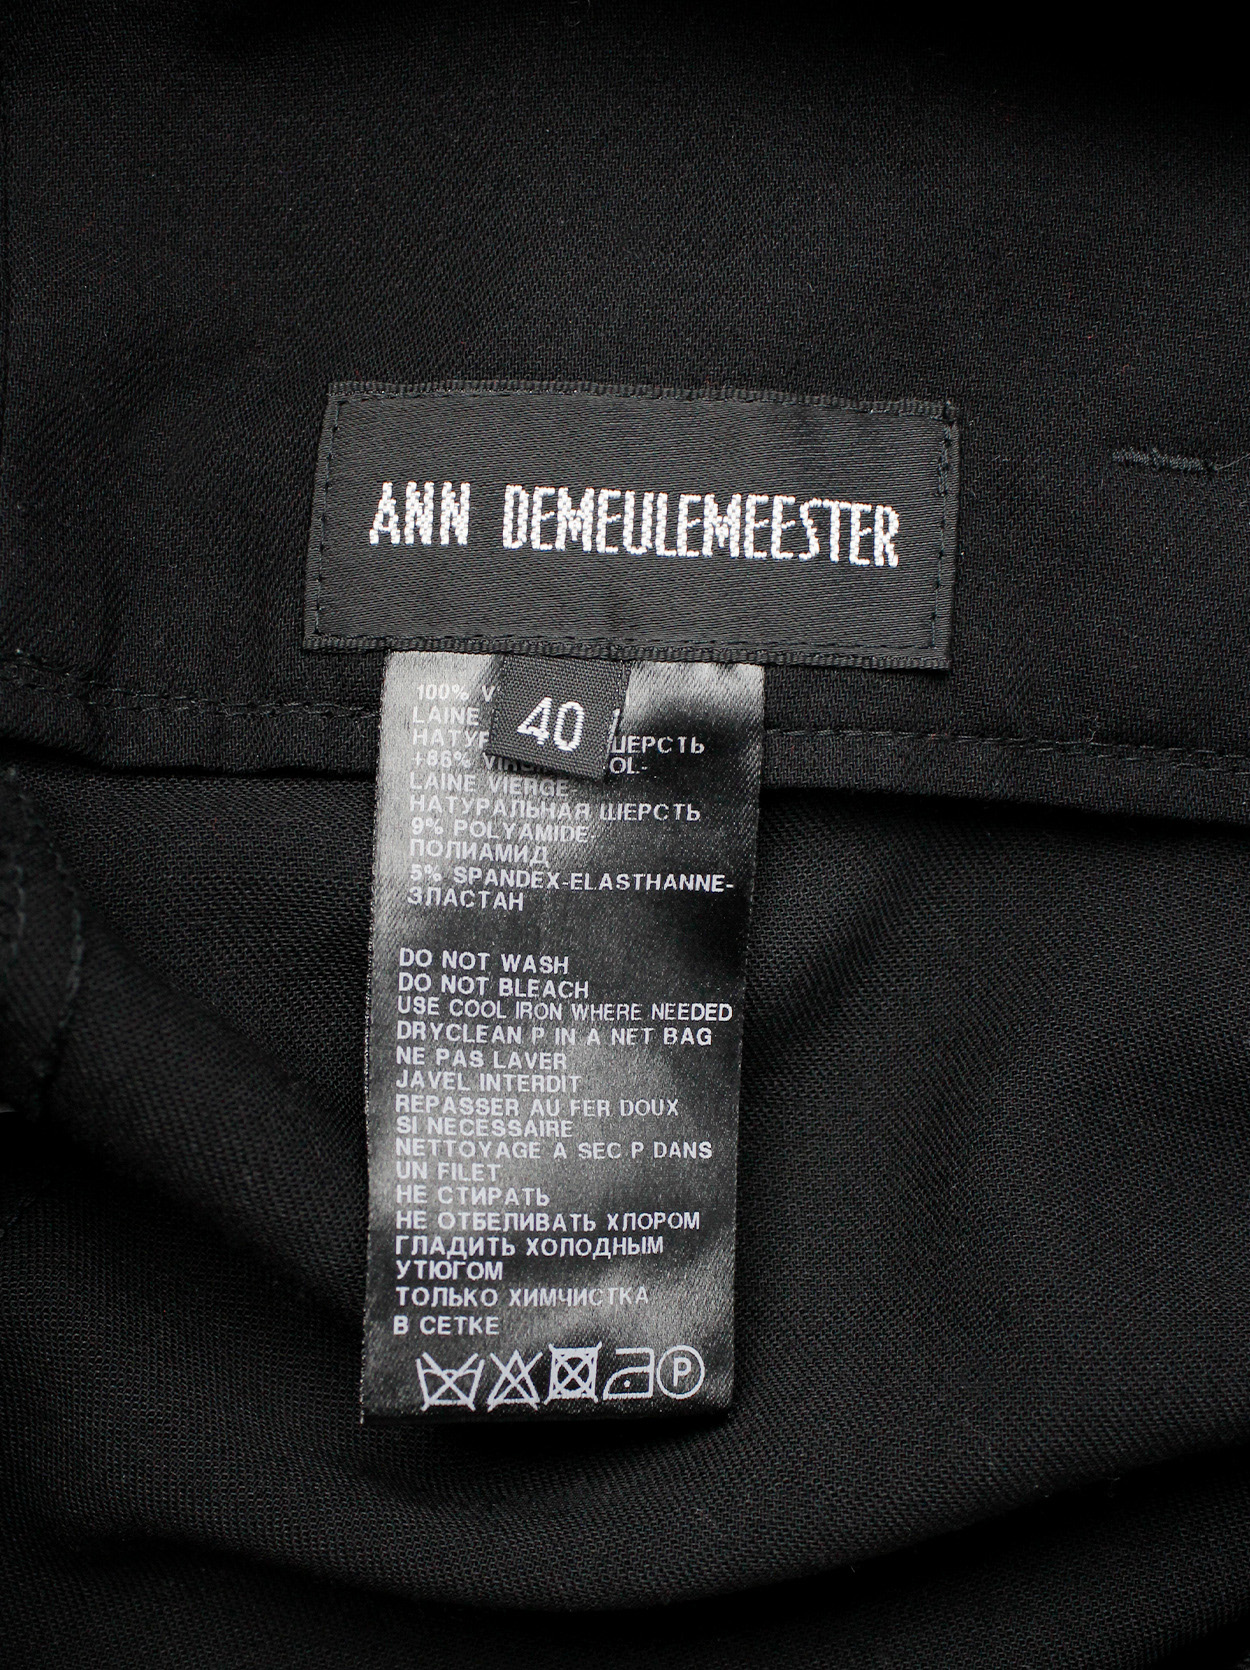 ANN DEMEULEMEESTER
40
100%
LAINE
ШЕРСТЬ
+86%
LAINE VIERGE-
НАТУРАЛЬНАЯ ШЕРСТЬ
9% POLYAMIDE-
ПОЛИАМИД
5% SPANDEX-ELASTHANNE-
ЗЛАСТАН
DO NOT WASH
DO NOT BLEACH
USE COOL IRON WHERE NEEDED
DRYCLEAN P IN A NET BAG
NE PAS LAVER
JAVEL INTERDIT
REPASSER AU FER DOUX
SI NECESSAIRE
NETTOYAGE A SEC P DANS
UN FILET
НЕ СТИРАТЬ
НЕ ОТБЕЛИВАТЬ ХЛОРОМ
ГЛАДИТЬ ХОЛОДНЫМ
УТЮГОМ
ТОЛЬКО ХИМЧИСТКА
В СЕТКЕ
P